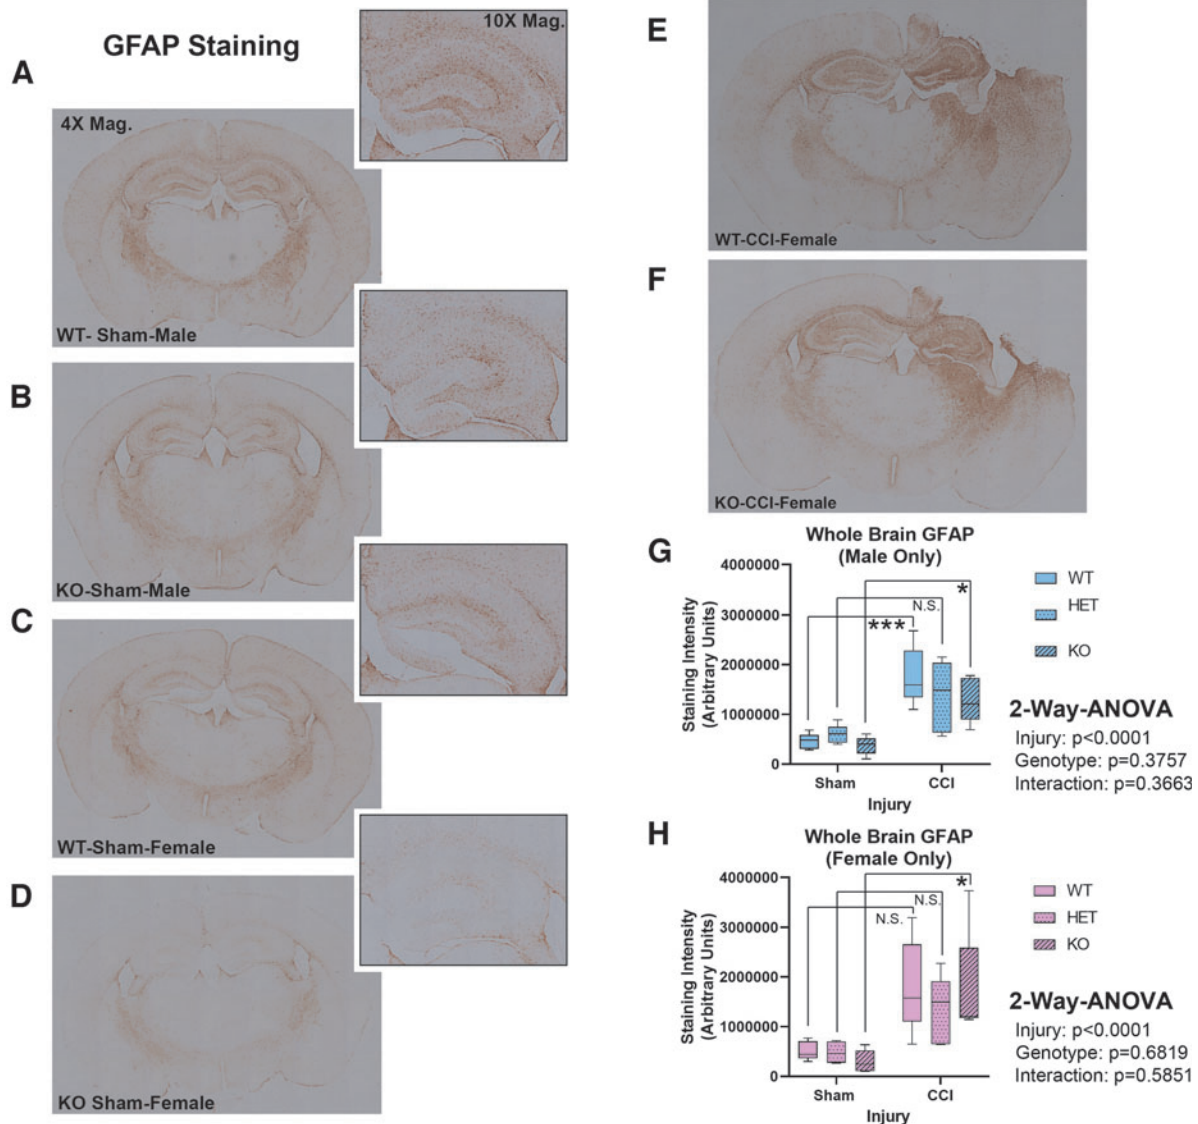 GFAP Staining
A
4X Mag.
10X Mag.
WT- Sham-Male
B
KO-Sham-Male
C
WT-Sham-Female
D
KO Sham-Female
E
WT-CCI-Female
F
KO-CCI-Female
G
Whole Brain GFAP
(Male Only)
Staining Intensity
(Arbitrary Units)
4000000
3000000
2000000
1000000
0
***
N.S.
*
Sham
CCI
Injury
WT
HET
KO
2-Way-ANOVA
Injury: p<0.0001
Genotype: p=0.3757
Interaction: p=0.3663
H
Whole Brain GFAP
(Female Only)
Staining Intensity
(Arbitrary Units)
4000000
3000000
2000000
1000000
0
N.S.
N.S.
*
Sham
CCI
Injury
WT
HET
KO
2-Way-ANOVA
Injury: p<0.0001
Genotype: p=0.6819
Interaction: p=0.5851